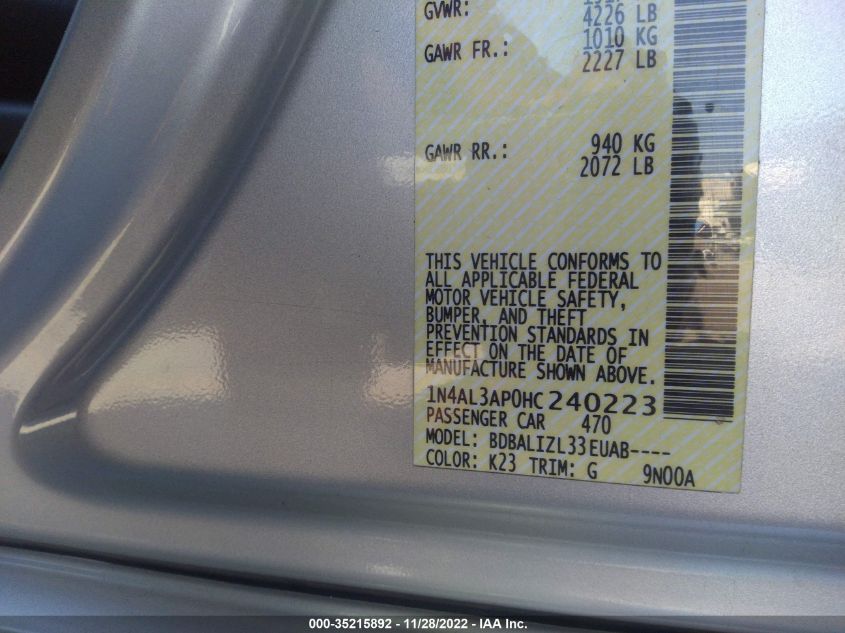 GVWR: 4226 LB
GAWR FR.: 1010 KG
2227 LB
GAWR RR.: 940 KG
2072 LB
THIS VEHICLE CONFORMS TO
ALL APPLICABLE FEDERAL
MOTOR VEHICLE SAFETY,
BUMPER, AND THEFT
PREVENTION STANDARDS IN
EFFECT ON THE DATE OF
MANUFACTURE SHOWN ABOVE.
1N4AL3AP0HC240223
PASSENGER CAR 470
MODEL: BDBALIZL33EUAB----
COLOR: K23 TRIM: G 9N00A
000-35215892 - 11/28/2022 - IAA Inc.